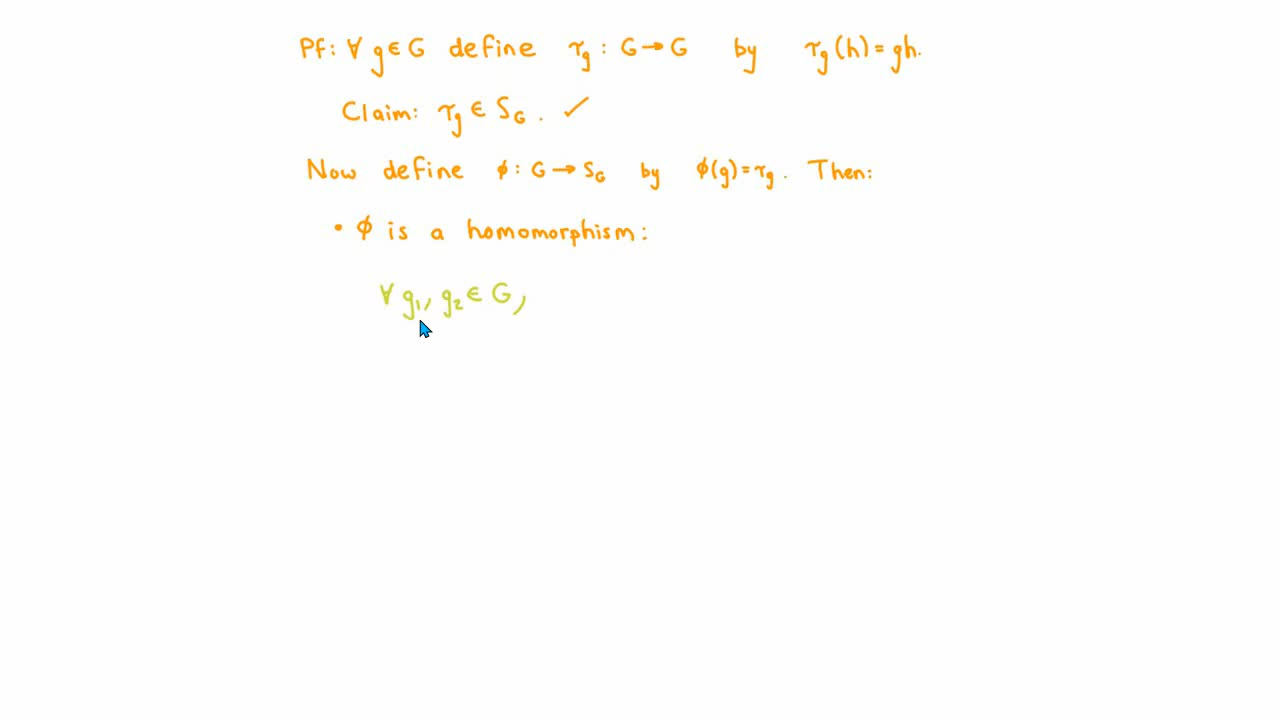 Pf: ∀ g ∈ G define τg : G → G by τg(h) = gh.
Claim: τg ∈ SG. ✓
Now define ϕ : G → SG by ϕ(g) = τg. Then:
• ϕ is a homomorphism:
∀ g₁, g₂ ∈ G,